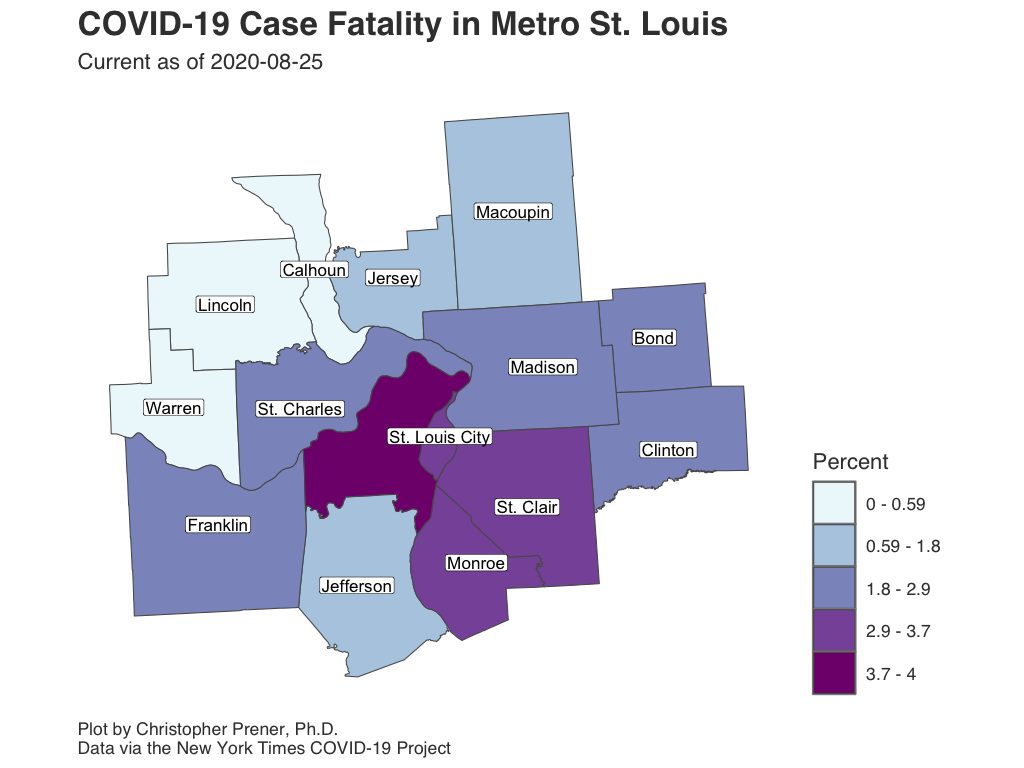 COVID-19 Case Fatality in Metro St. Louis
Current as of 2020-08-25
Macoupin
Calhoun
Jersey
Lincoln
Bond
Madison
Warren
St. Charles
St. Louis City
Clinton
St. Clair
Franklin
Monroe
Jefferson
Percent
0 - 0.59
0.59 - 1.8
1.8 - 2.9
2.9 - 3.7
3.7 - 4
Plot by Christopher Prener, Ph.D.
Data via the New York Times COVID-19 Project